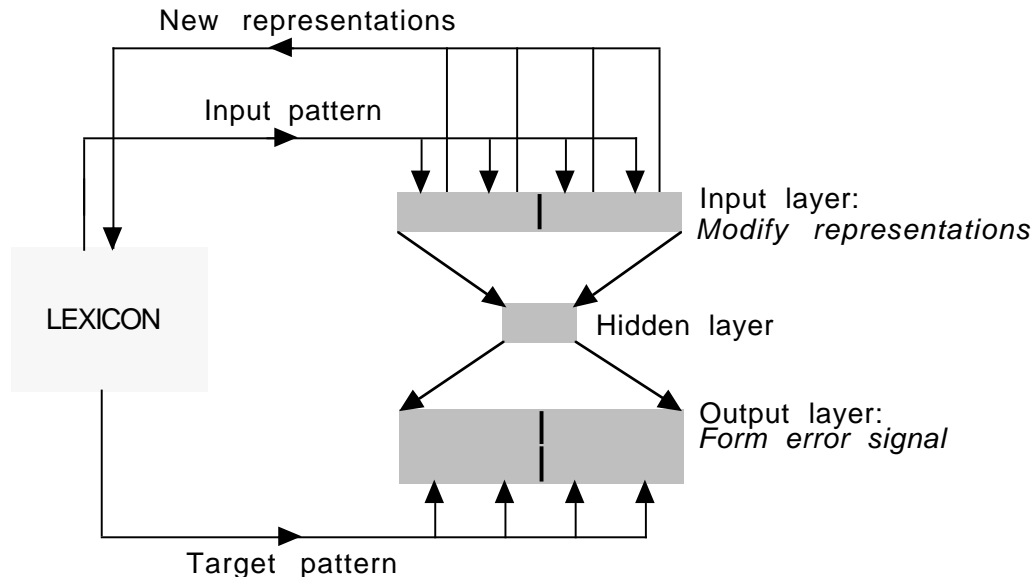 New representations
Input pattern
Input layer:
Modify representations
LEXICON
Hidden layer
Output layer:
Form error signal
Target pattern